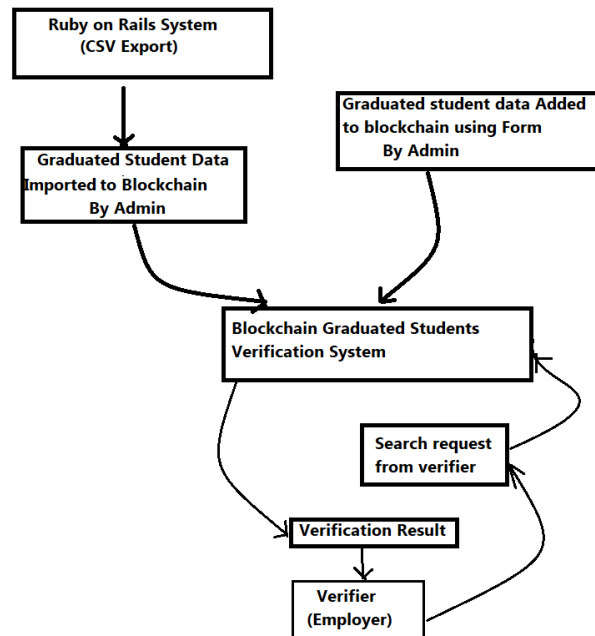 Ruby on Rails System
(CSV Export)
Graduated student data Added
to blockchain using Form
By Admin
Graduated Student Data
Imported to Blockchain
By Admin
Blockchain Graduated Students
Verification System
Search request
from verifier
Verification Result
Verifier
(Employer)